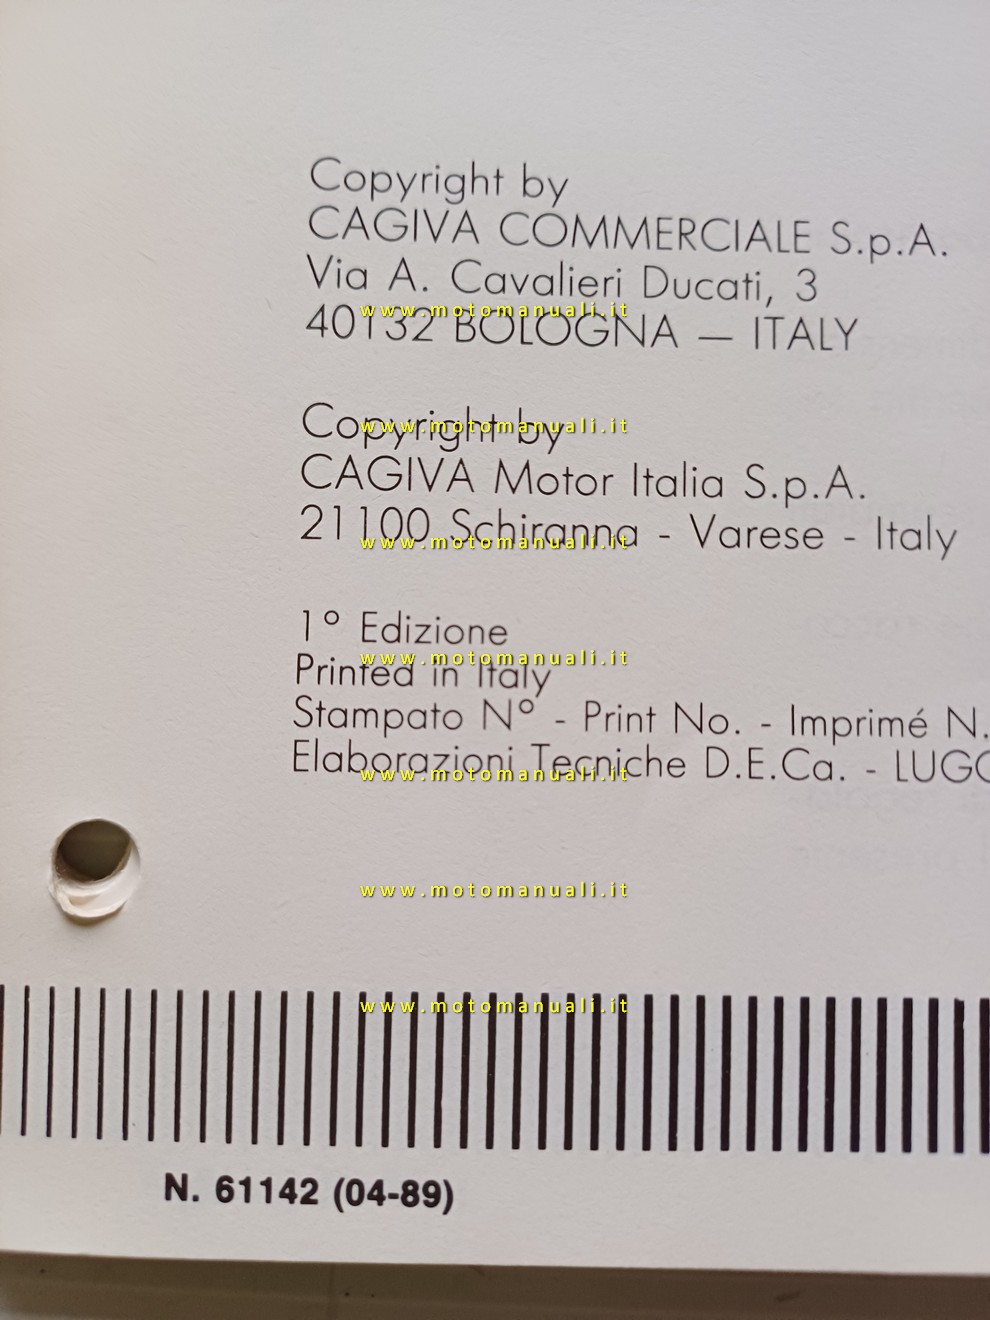 Copyright by
CAGIVA COMMERCIALE S.p.A.
Via A. Cavalieri Ducati, 3
www.motomanuali.it
40132 BOLOGNA — ITALY
Copyright by
www.motomanuali.it
CAGIVA Motor Italia S.p.A.
21100 Schiranna - Varese - Italy
www.motomanuali.it
1° Edizione
www.motomanuali.it
Printed in Italy
Stampato N° - Print No. - Imprimé N.
Elaborazioni Tecniche D.E.Ca. -
www.motomanuali.it
www.motomanuali.it
www.motomanuali.it
N. 61142 (04-89)